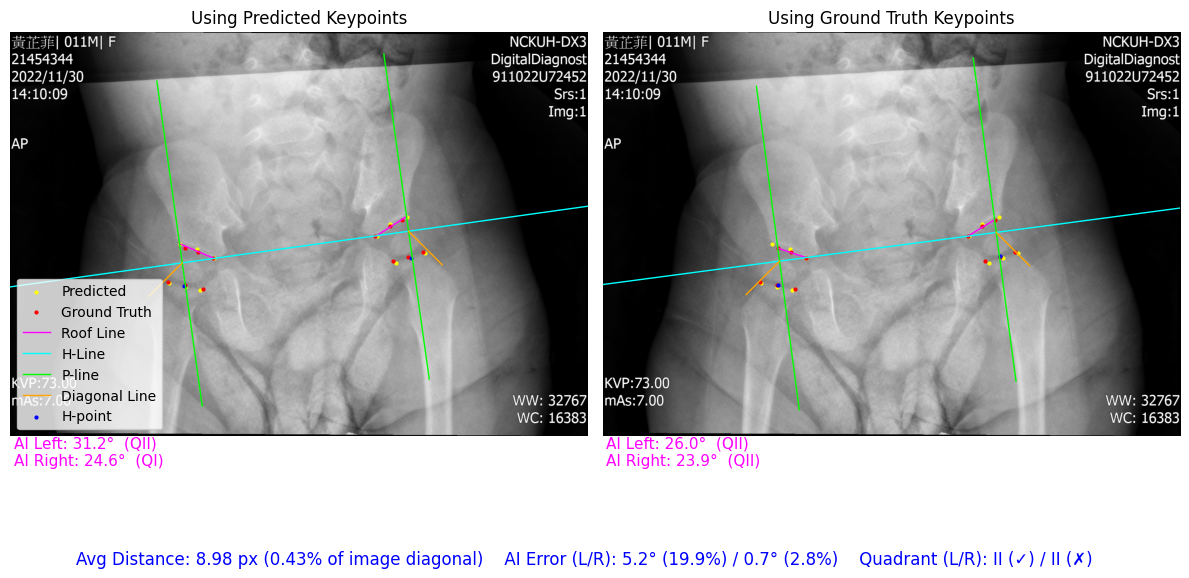 Using Predicted Keypoints
黃芷菲| 011M| F
21454344
2022/11/30
14:10:09
AP
NCKUH-DX3
DigitalDiagnost
911022U72452
Srs:1
Img:1
Predicted
Ground Truth
Roof Line
H-Line
P-line
Diagonal Line
H-point
KVP:73.00
mAs:7.00
WW: 32767
WC: 16383
AI Left: 31.2° (QII)
AI Right: 24.6° (QI)
Using Ground Truth Keypoints
黃芷菲| 011M| F
21454344
2022/11/30
14:10:09
AP
NCKUH-DX3
DigitalDiagnost
911022U72452
Srs:1
Img:1
KVP:73.00
mAs:7.00
WW: 32767
WC: 16383
AI Left: 26.0° (QII)
AI Right: 23.9° (QII)
Avg Distance: 8.98 px (0.43% of image diagonal) AI Error (L/R): 5.2° (19.9%) / 0.7° (2.8%) Quadrant (L/R): II (✓) / II (✗)